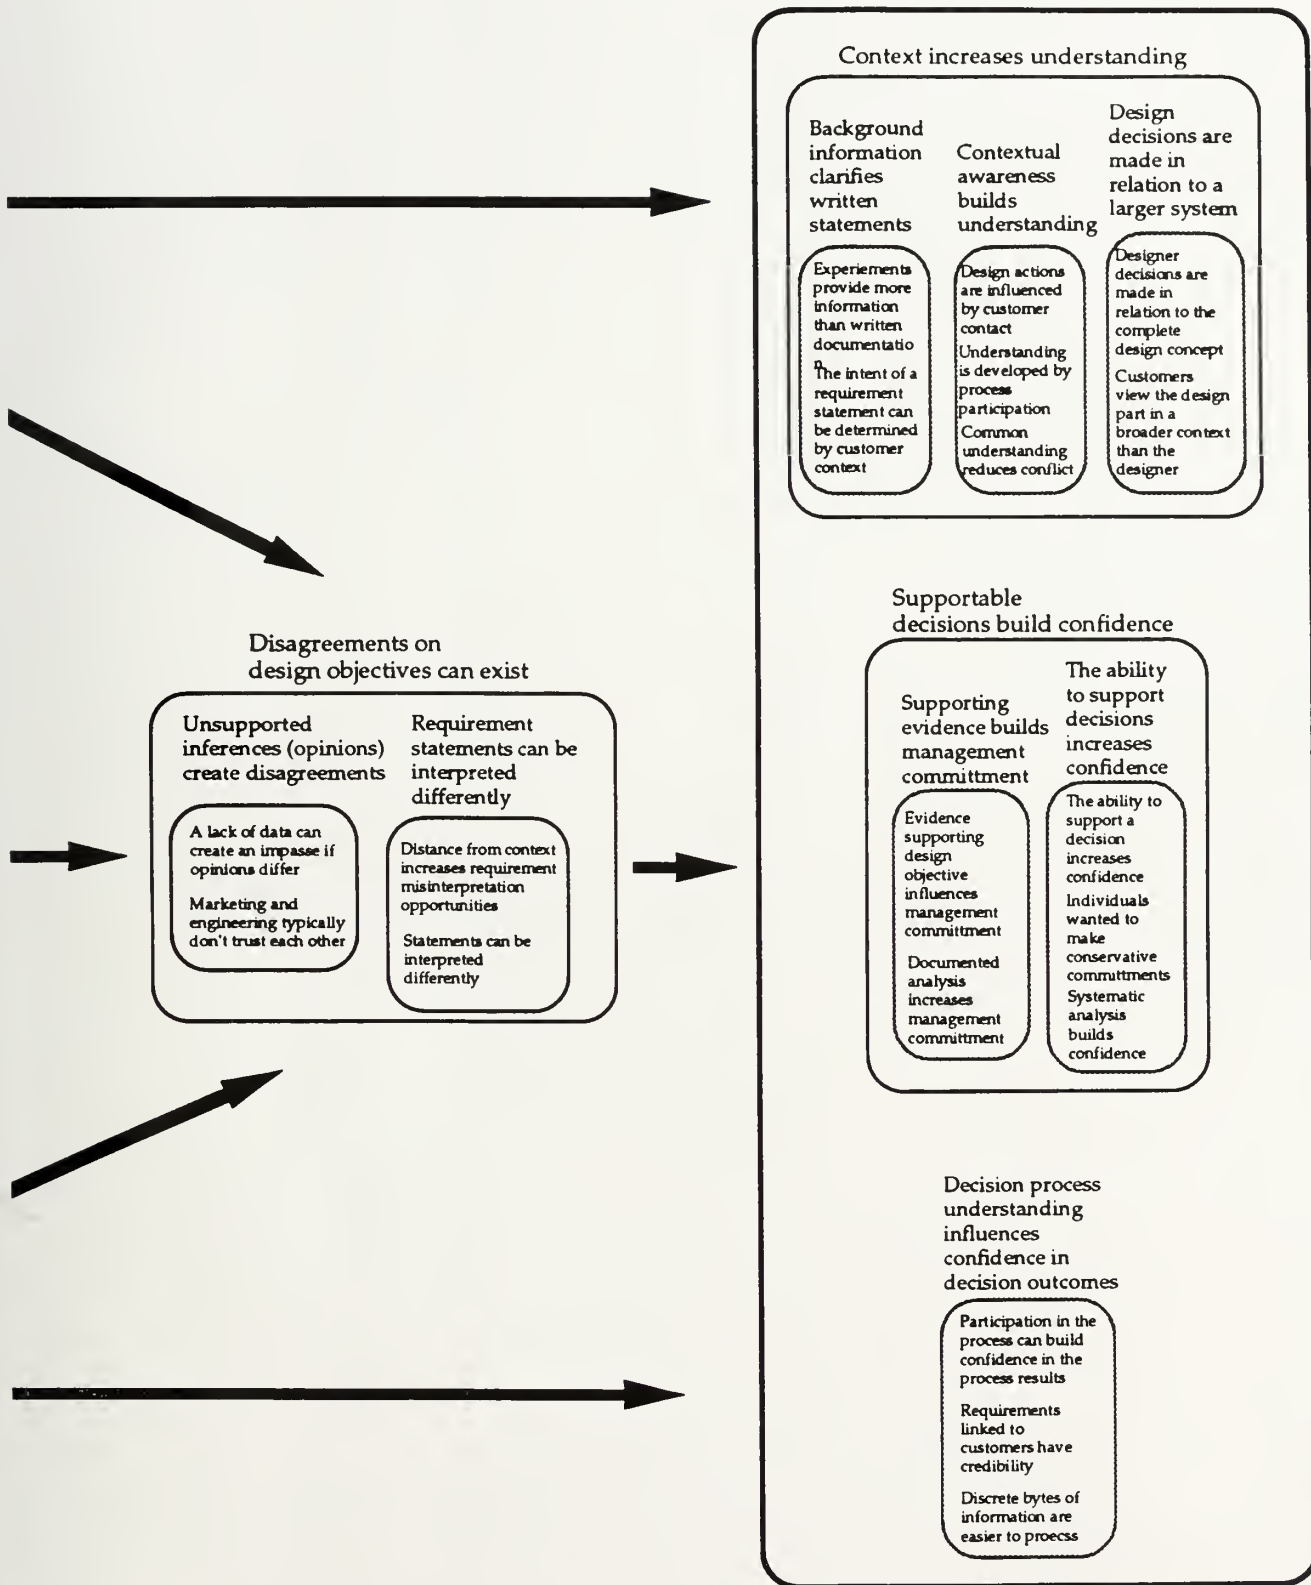 Context increases understanding
Background
information
clarifies
written
statements
Experiements
provide more
information
than written
documentatio
n
The intent of a
requirement
statement can
be determined
by customer
context
Contextual
awareness
builds
understanding
Design actions
are influenced
by customer
contact
Understanding
is developed by
process
participation
Common
understanding
reduces conflict
Design
decisions are
made in
relation to a
larger system
Designer
decisions are
made in
relation to the
complete
design concept
Customers
view the design
part in a
broader context
than the
designer
Disagreements on
design objectives can exist
Unsupported
inferences (opinions)
create disagreements
A lack of data can
create an impasse if
opinions differ
Marketing and
engineering typically
don't trust each other
Requirement
statements can be
interpreted
differently
Distance from context
increases requirement
misinterpretation
opportunities
Statements can be
interpreted
differently
Supportable
decisions build confidence
Supporting
evidence builds
management
committment
Evidence
supporting
design
objective
influences
management
committment
Documented
analysis
increases
management
committment
The ability
to support
decisions
increases
confidence
The ability to
support a
decision
increases
confidence
Individuals
wanted to
make
conservative
committments
Systematic
analysis
builds
confidence
Decision process
understanding
influences
confidence in
decision outcomes
Participation in the
process can build
confidence in the
process results
Requirements
linked to
customers have
credibility
Discrete bytes of
information are
easier to proecss